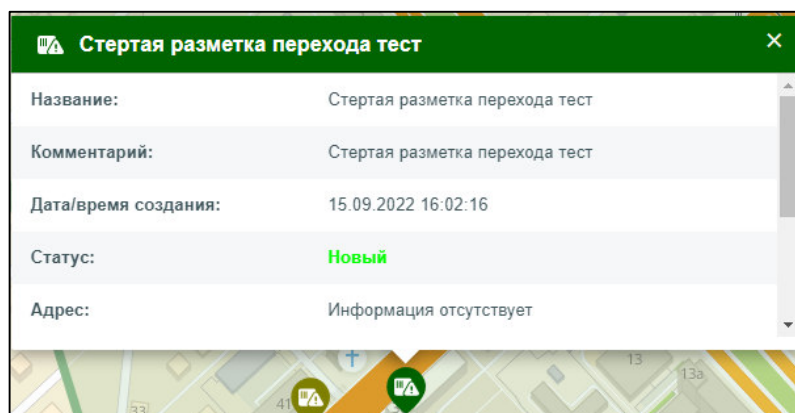 Стертая разметка перехода тест
Название: Стертая разметка перехода тест
Комментарий: Стертая разметка перехода тест
Дата/время создания: 15.09.2022 16:02:16
Статус: Новый
Адрес: Информация отсутствует
13
13а
41
33